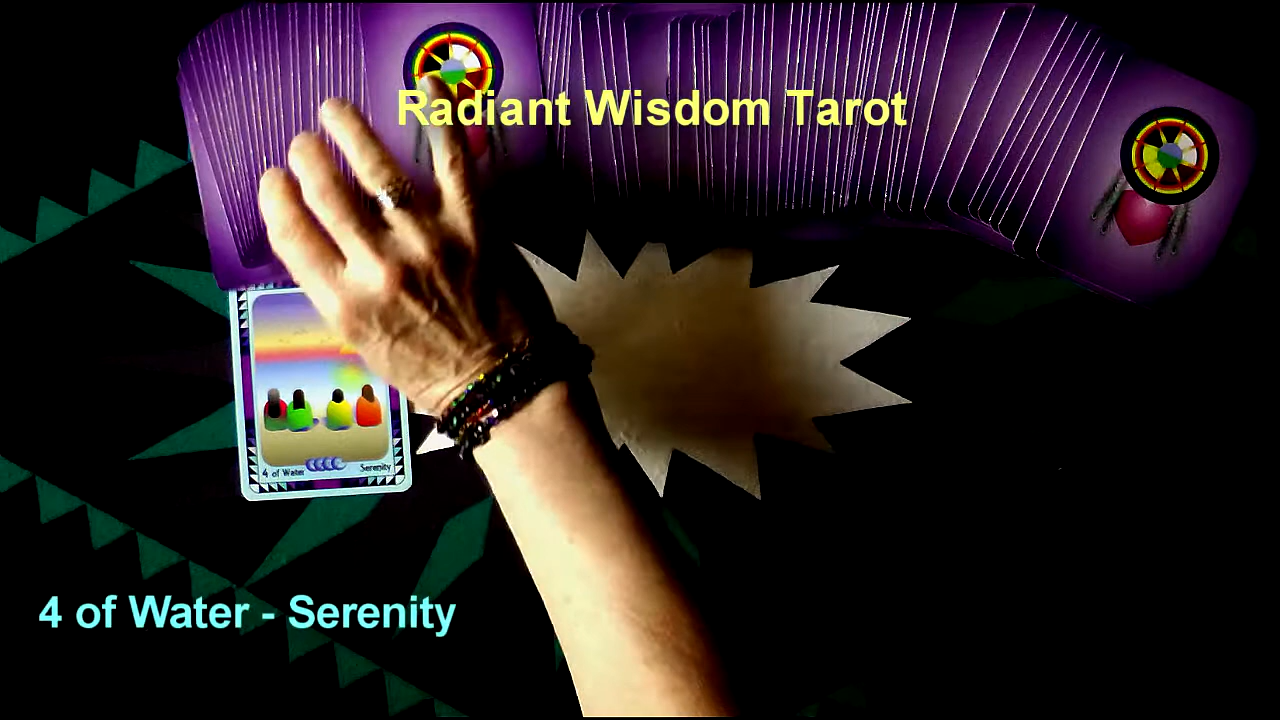 Radiant Wisdom Tarot
4 of Water Serenity
4 of Water - Serenity